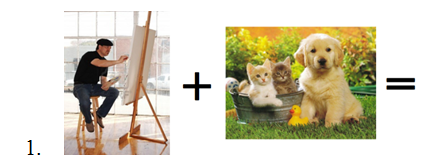 1. + =